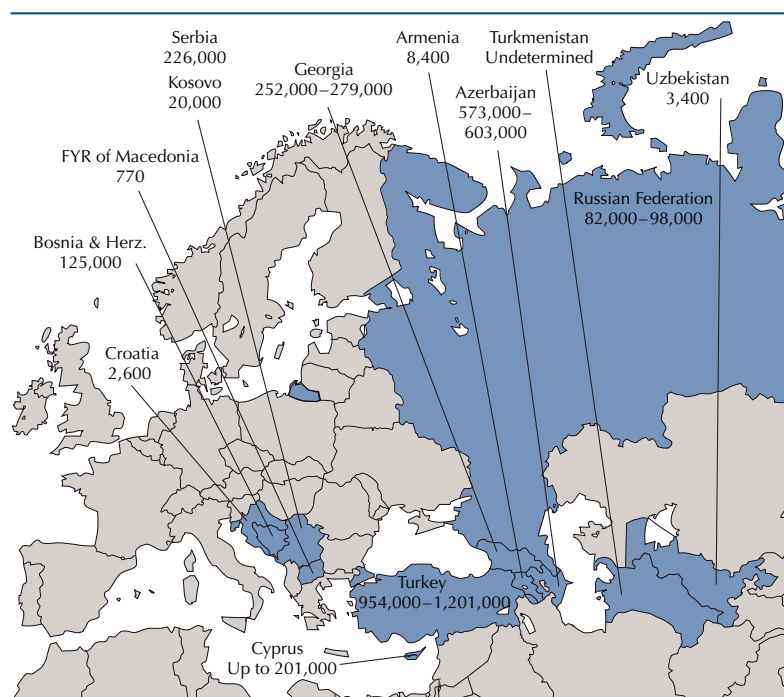 Serbia
226,000
Kosovo
20,000
Georgia
252,000–279,000
Armenia
8,400
Turkmenistan
Undetermined
Azerbaijan
573,000–
603,000
Uzbekistan
3,400
FYR of Macedonia
770
Russian Federation
82,000–98,000
Bosnia & Herz.
125,000
Croatia
2,600
Turkey
954,000–1,201,000
Cyprus
Up to 201,000